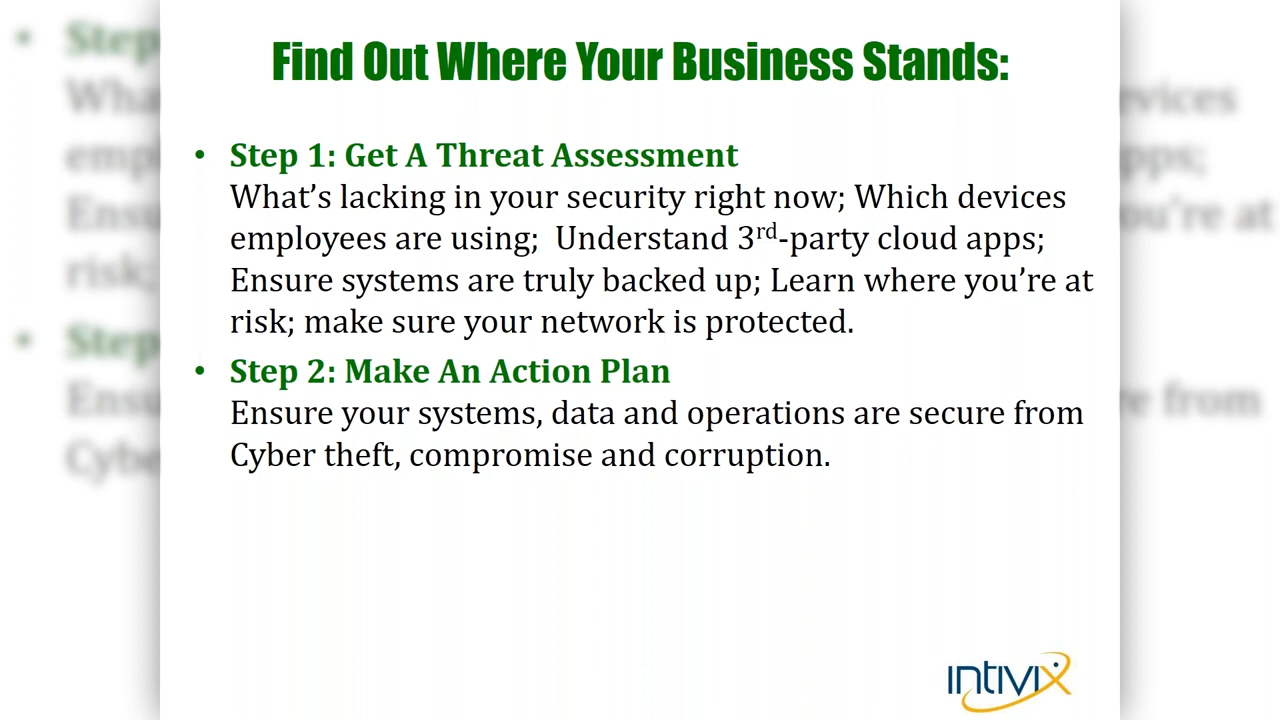 Find Out Where Your Business Stands:
• Step 1: Get A Threat Assessment
What’s lacking in your security right now; Which devices
employees are using;  Understand 3rd-party cloud apps;
Ensure systems are truly backed up; Learn where you’re at
risk; make sure your network is protected.
• Step 2: Make An Action Plan
Ensure your systems, data and operations are secure from
Cyber theft, compromise and corruption.
intivix